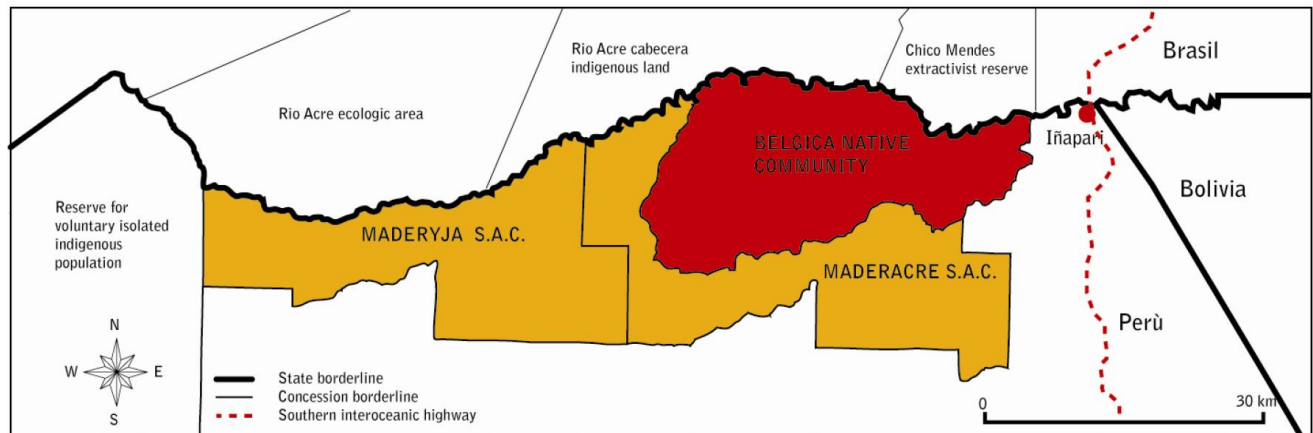 Brasil
Rio Acre cabecera
indigenous land
Chico Mendes
extractivist reserve
Rio Acre ecologic area
BELGICA NATIVE
COMMUNITY
Iñapari
Bolivia
Reserve for
voluntary isolated
indigenous
population
MADERYJA S.A.C.
MADERACRE S.A.C.
Perù
N
W E
S
State borderline
Concession borderline
Southern interoceanic highway
0 30 km